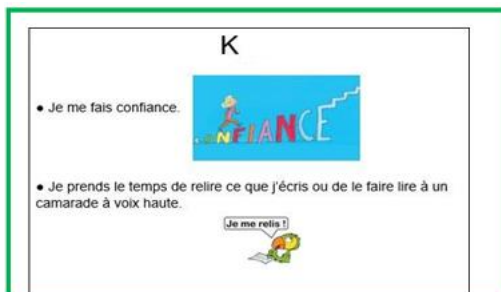 K
● Je me fais confiance.
CONFIANCE
● Je prends le temps de relire ce que j'écris ou de le faire lire à un
camarade à voix haute.
Je me relis !